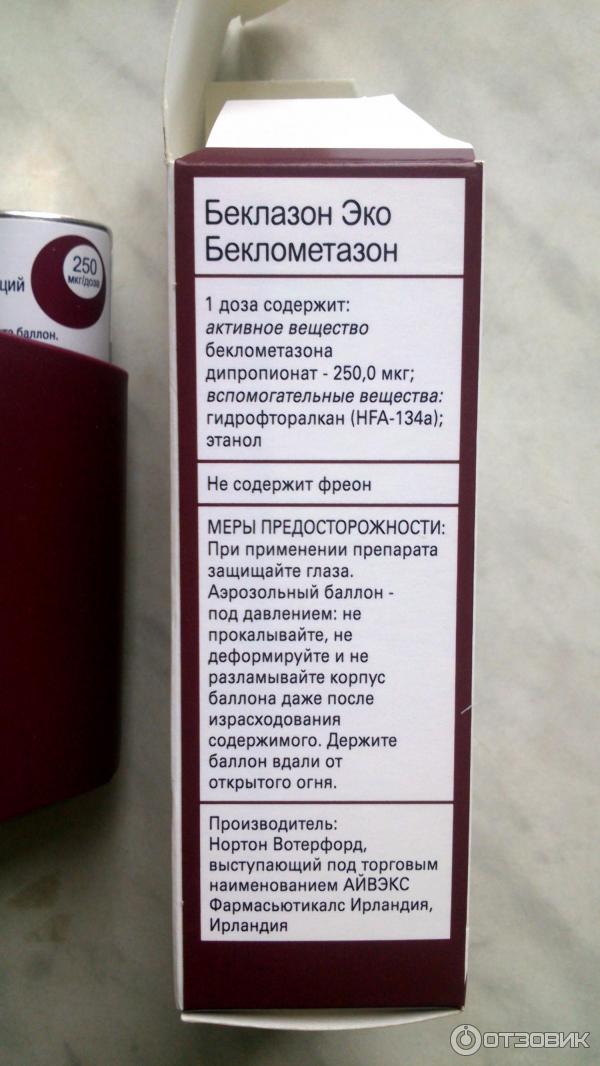 Беклазон Эко
Беклометазон
1 доза содержит:
активное вещество
беклометазона
дипропионат - 250,0 мкг;
вспомогательные вещества:
гидрофторалкан (HFA-134a);
этанол
Не содержит фреон
МЕРЫ ПРЕДОСТОРОЖНОСТИ:
При применении препарата
защищайте глаза.
Аэрозольный баллон -
под давлением: не
прокалывайте, не
деформируйте и не
разламывайте корпус
баллона даже после
израсходования
содержимого. Держите
баллон вдали от
открытого огня.
Производитель:
Нортон Вотерфорд,
выступающий под торговым
наименованием АЙВЭКС
Фармасьютикалс Ирландия,
Ирландия
250
мкг/доза
щий
баллон.
ОТЗОВИК